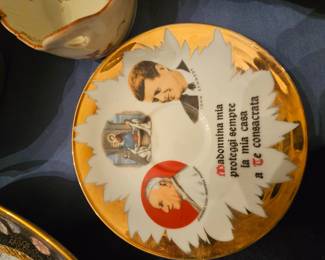 Madonnina mia
proteggi sempre
la mia casa
a Te consacrata